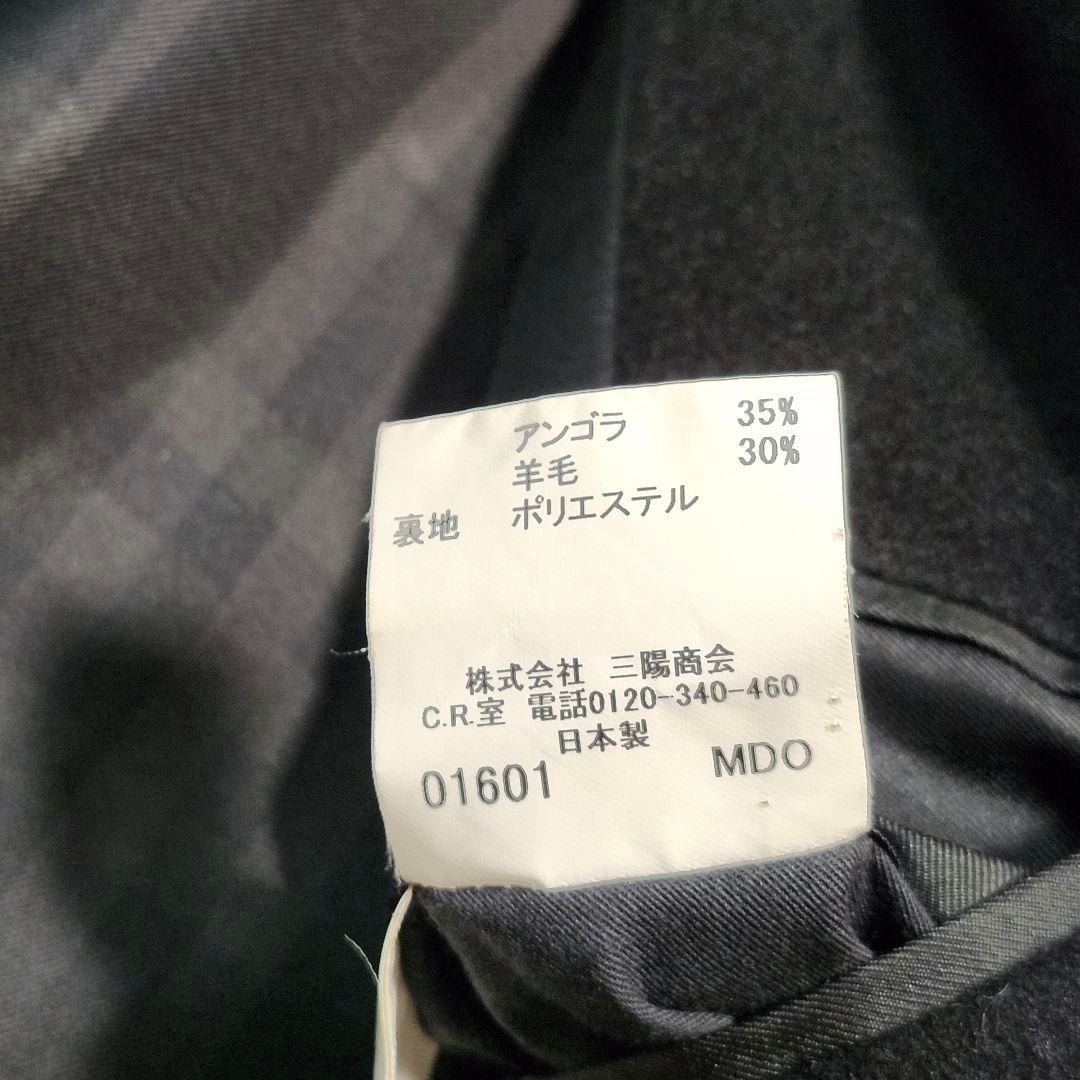 アンゴラ 35%
羊毛 30%
裏地 ポリエステル
株式会社 三陽商会
C.R.室 電話0120-340-460
日本製
01601 MDO